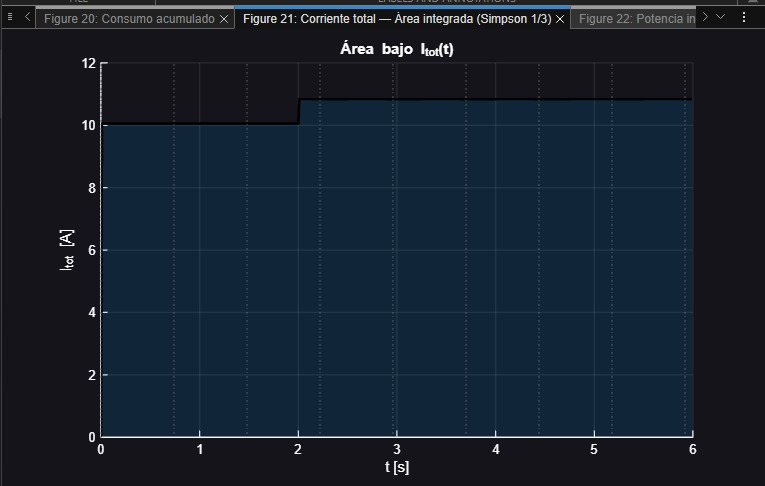 Figure 20: Consumo acumulado
Figure 21: Corriente total — Área integrada (Simpson 1/3)
Figure 22: Potencia in
Área bajo Itot(t)
12
10
8
6
4
2
0
Itot [A]
0 1 2 3 4 5 6
t [s]